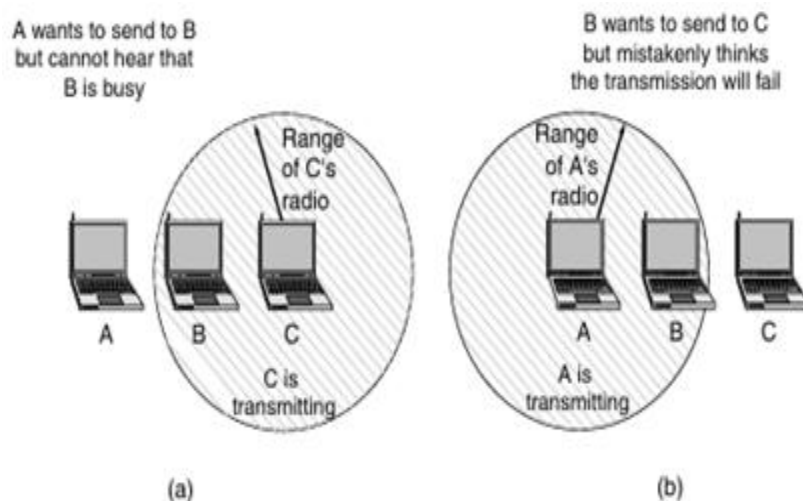 A wants to send to B
but cannot hear that
B is busy
Range
of C's
radio
A
B
C
C is
transmitting
(a)
B wants to send to C
but mistakenly thinks
the transmission will fail
Range
of A's
radio
A
B
C
A is
transmitting
(b)